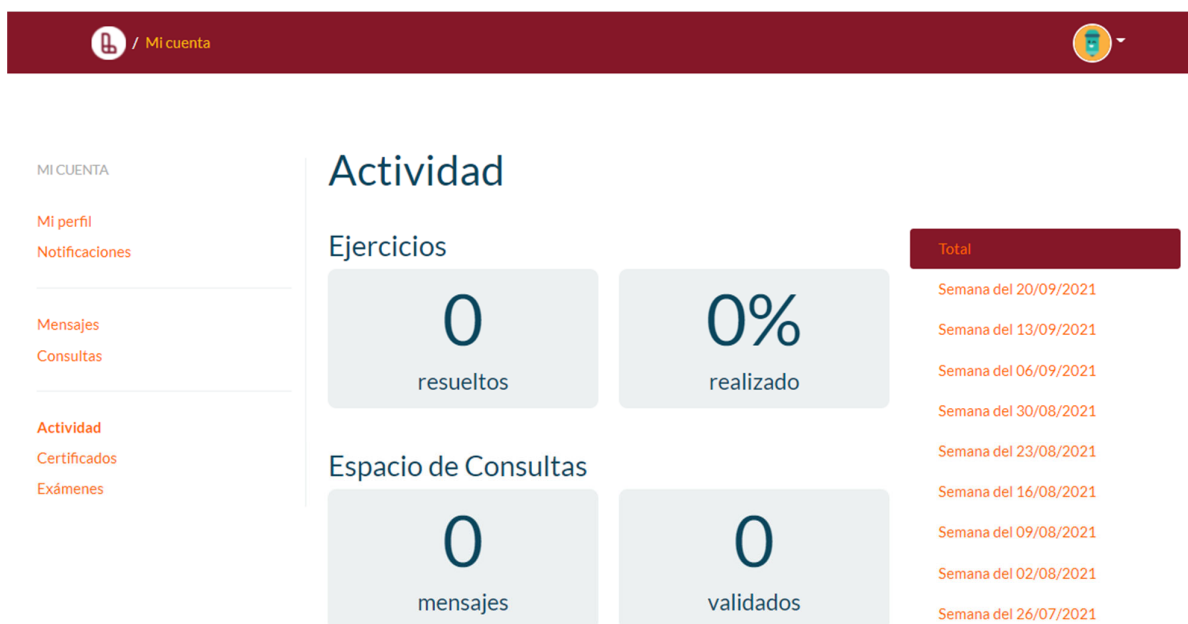 / Mi cuenta
MI CUENTA
Mi perfil
Notificaciones
Mensajes
Consultas
Actividad
Certificados
Exámenes
Actividad
Ejercicios
0
resueltos
0%
realizado
Espacio de Consultas
0
mensajes
0
validados
Total
Semana del 20/09/2021
Semana del 13/09/2021
Semana del 06/09/2021
Semana del 30/08/2021
Semana del 23/08/2021
Semana del 16/08/2021
Semana del 09/08/2021
Semana del 02/08/2021
Semana del 26/07/2021